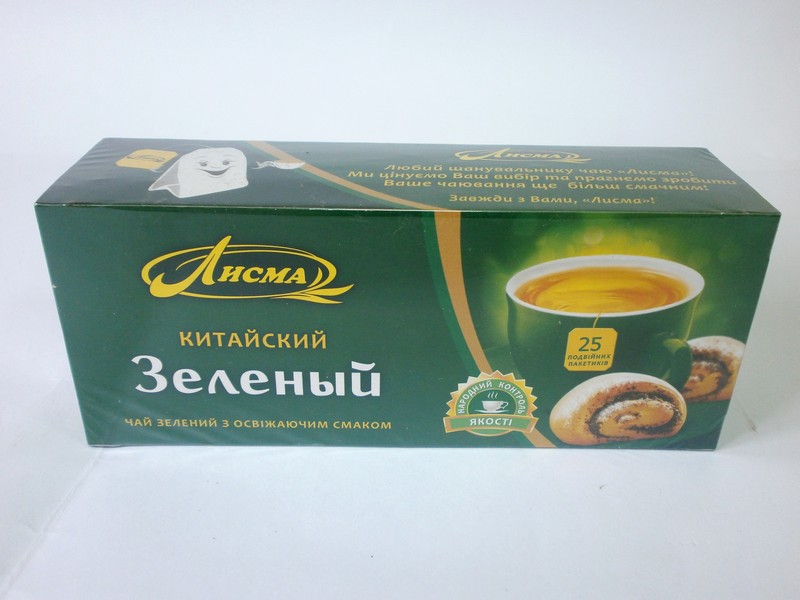 Лисма
Любий шанувальнику чаю «Лисма»!
Ми цінуємо Ваш вибір та прагнемо зробити
Ваше чаювання ще більш смачним!
Завжди з Вами, «Лисма»!
Лисма
КИТАЙСКИЙ
Зеленый
ЧАЙ ЗЕЛЕНИЙ З ОСВІЖАЮЧИМ СМАКОМ
НАРОДНИЙ КОНТРОЛЬ
ЯКОСТІ
25
ПОДВІЙНИХ
ПАКЕТИКІВ